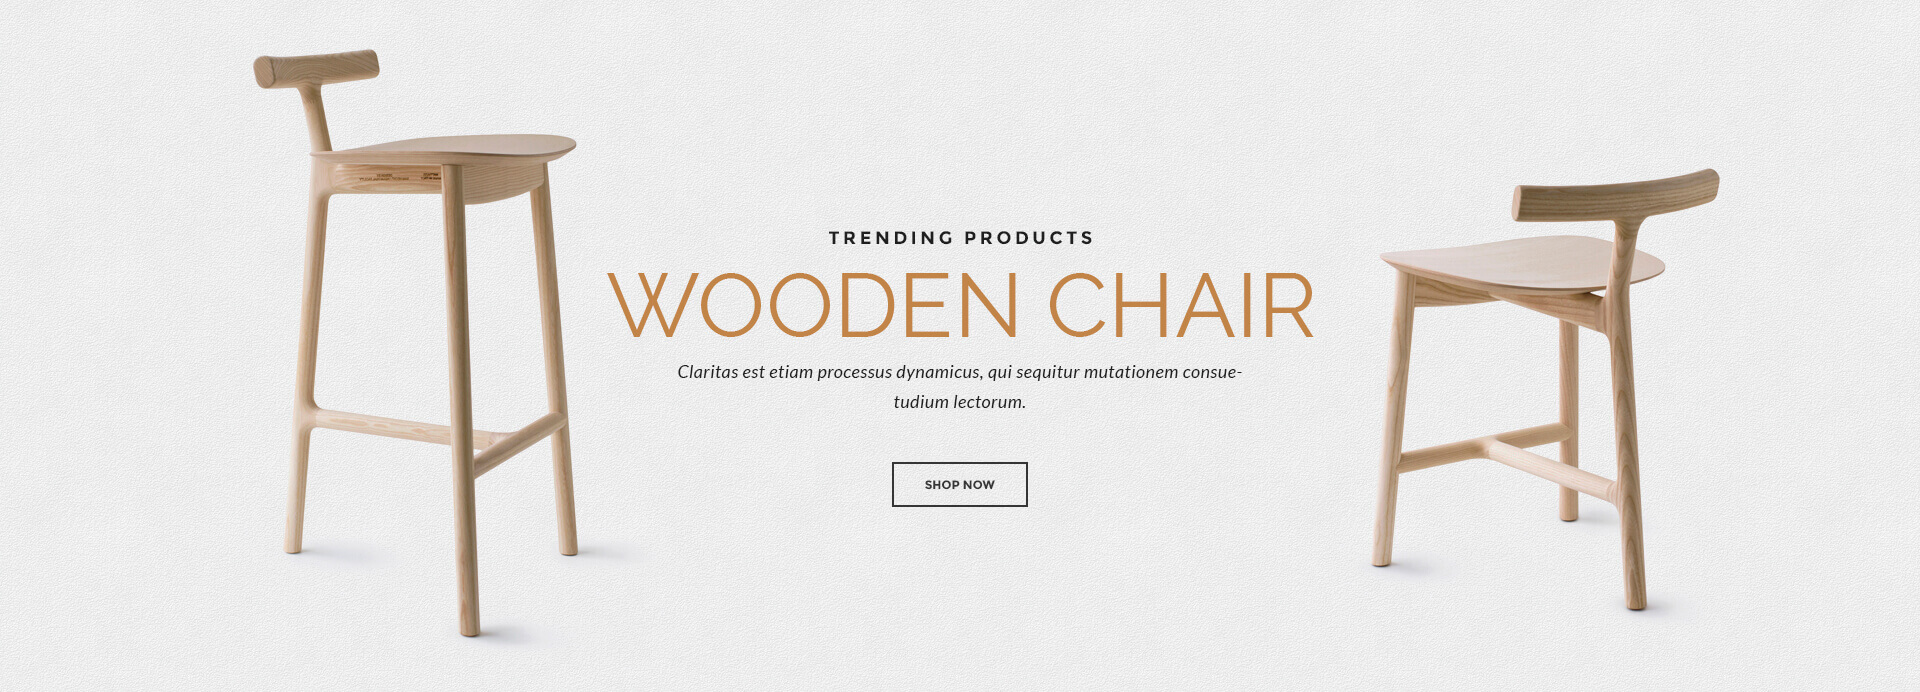 TRENDING PRODUCTS
WOODEN CHAIR
Claritas est etiam processus dynamicus, qui sequitur mutationem consue-
tudium lectorum.
SHOP NOW